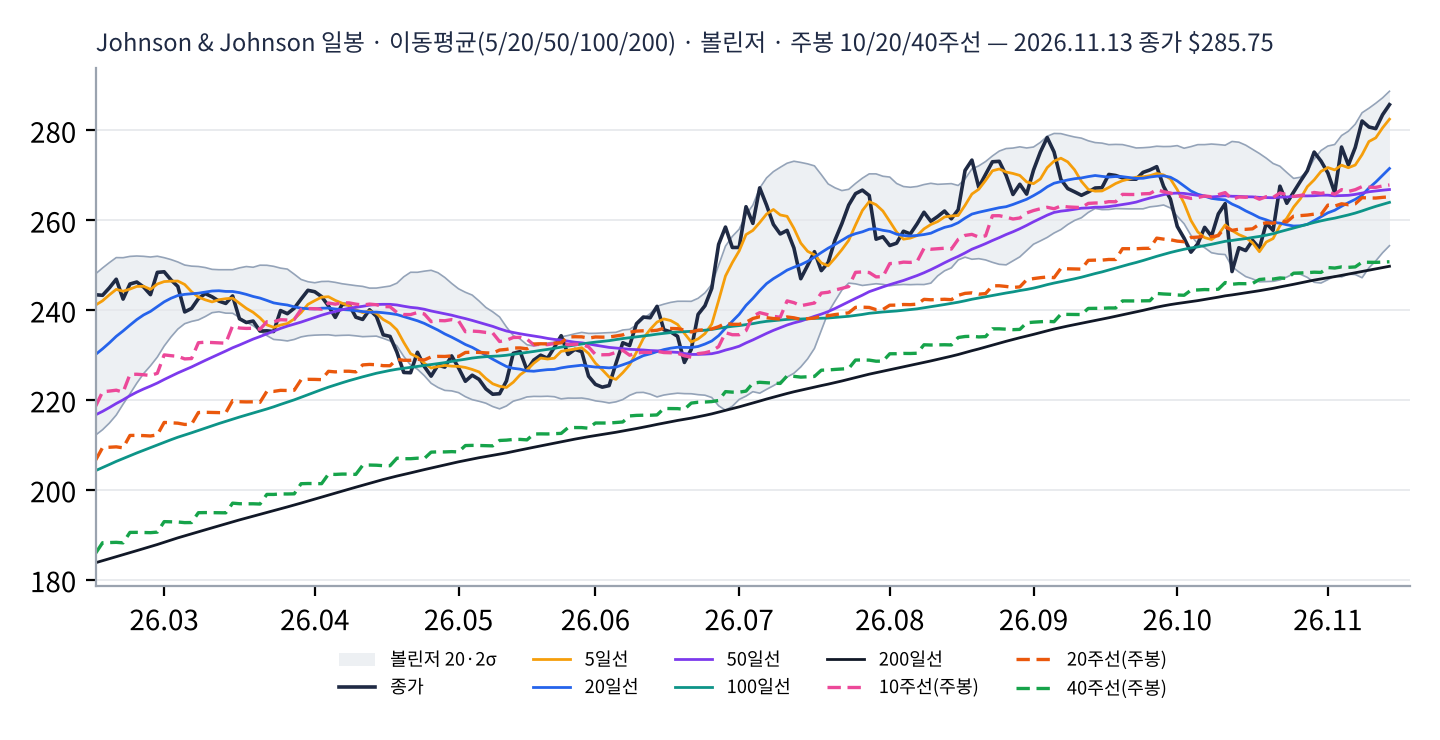 Johnson & Johnson 일봉 · 이동평균(5/20/50/100/200) · 볼린저 · 주봉 10/20/40주선 — 2026.11.13 종가 $285.75
280
260
240
220
200
180
26.03 26.04 26.05 26.06 26.07 26.08 26.09 26.10 26.11
볼린저 20·2σ 5일선 50일선 200일선 20주선(주봉)
종가 20일선 100일선 10주선(주봉) 40주선(주봉)